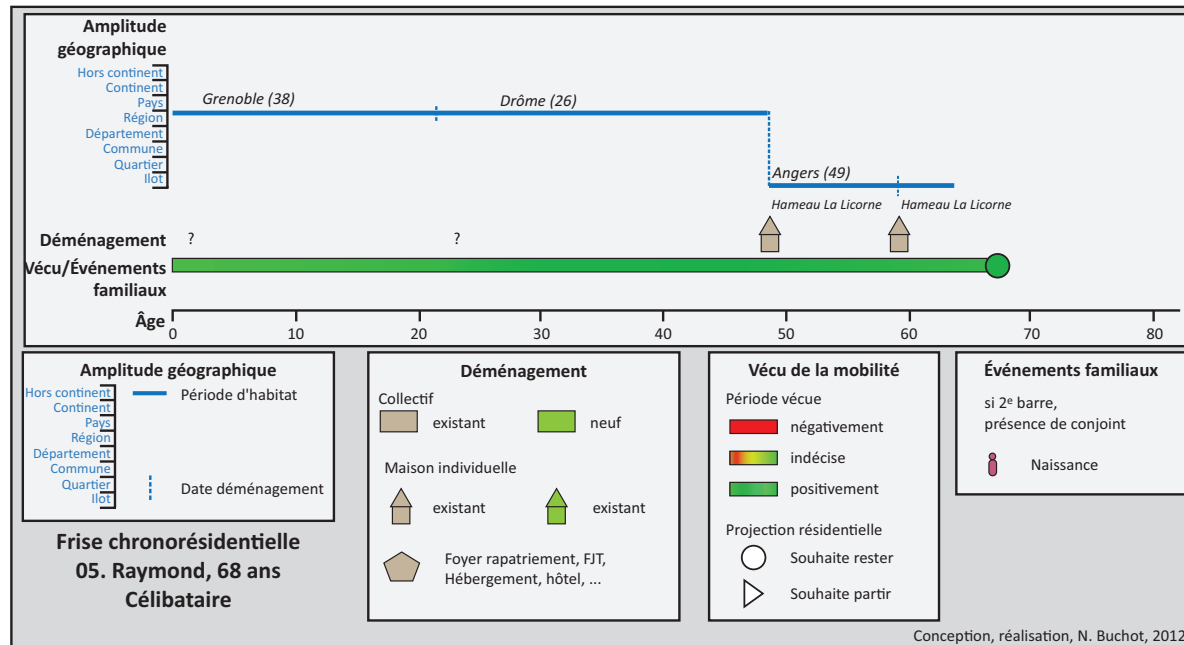 Amplitude
géographique
Hors continent
Continent
Pays
Région
Département
Commune
Quartier
Ilot
Grenoble (38)
Drôme (26)
Angers (49)
Hameau La Licorne
Hameau La Licorne
Déménagement
?
?
Vécu/Événements
familiaux
Âge
0
10
20
30
40
50
60
70
80
Amplitude géographique
Hors continent
Continent
Pays
Région
Département
Commune
Quartier
Ilot
Période d'habitat
Date déménagement
Frise chronorésidentielle
05. Raymond, 68 ans
Célibataire
Déménagement
Collectif
existant
neuf
Maison individuelle
existant
existant
Foyer rapatriement, FJT,
Hébergement, hôtel, ...
Vécu de la mobilité
Période vécue
négativement
indécise
positivement
Projection résidentielle
Souhaite rester
Souhaite partir
Événements familiaux
si 2e barre,
présence de conjoint
Naissance
Conception, réalisation, N. Buchot, 2012